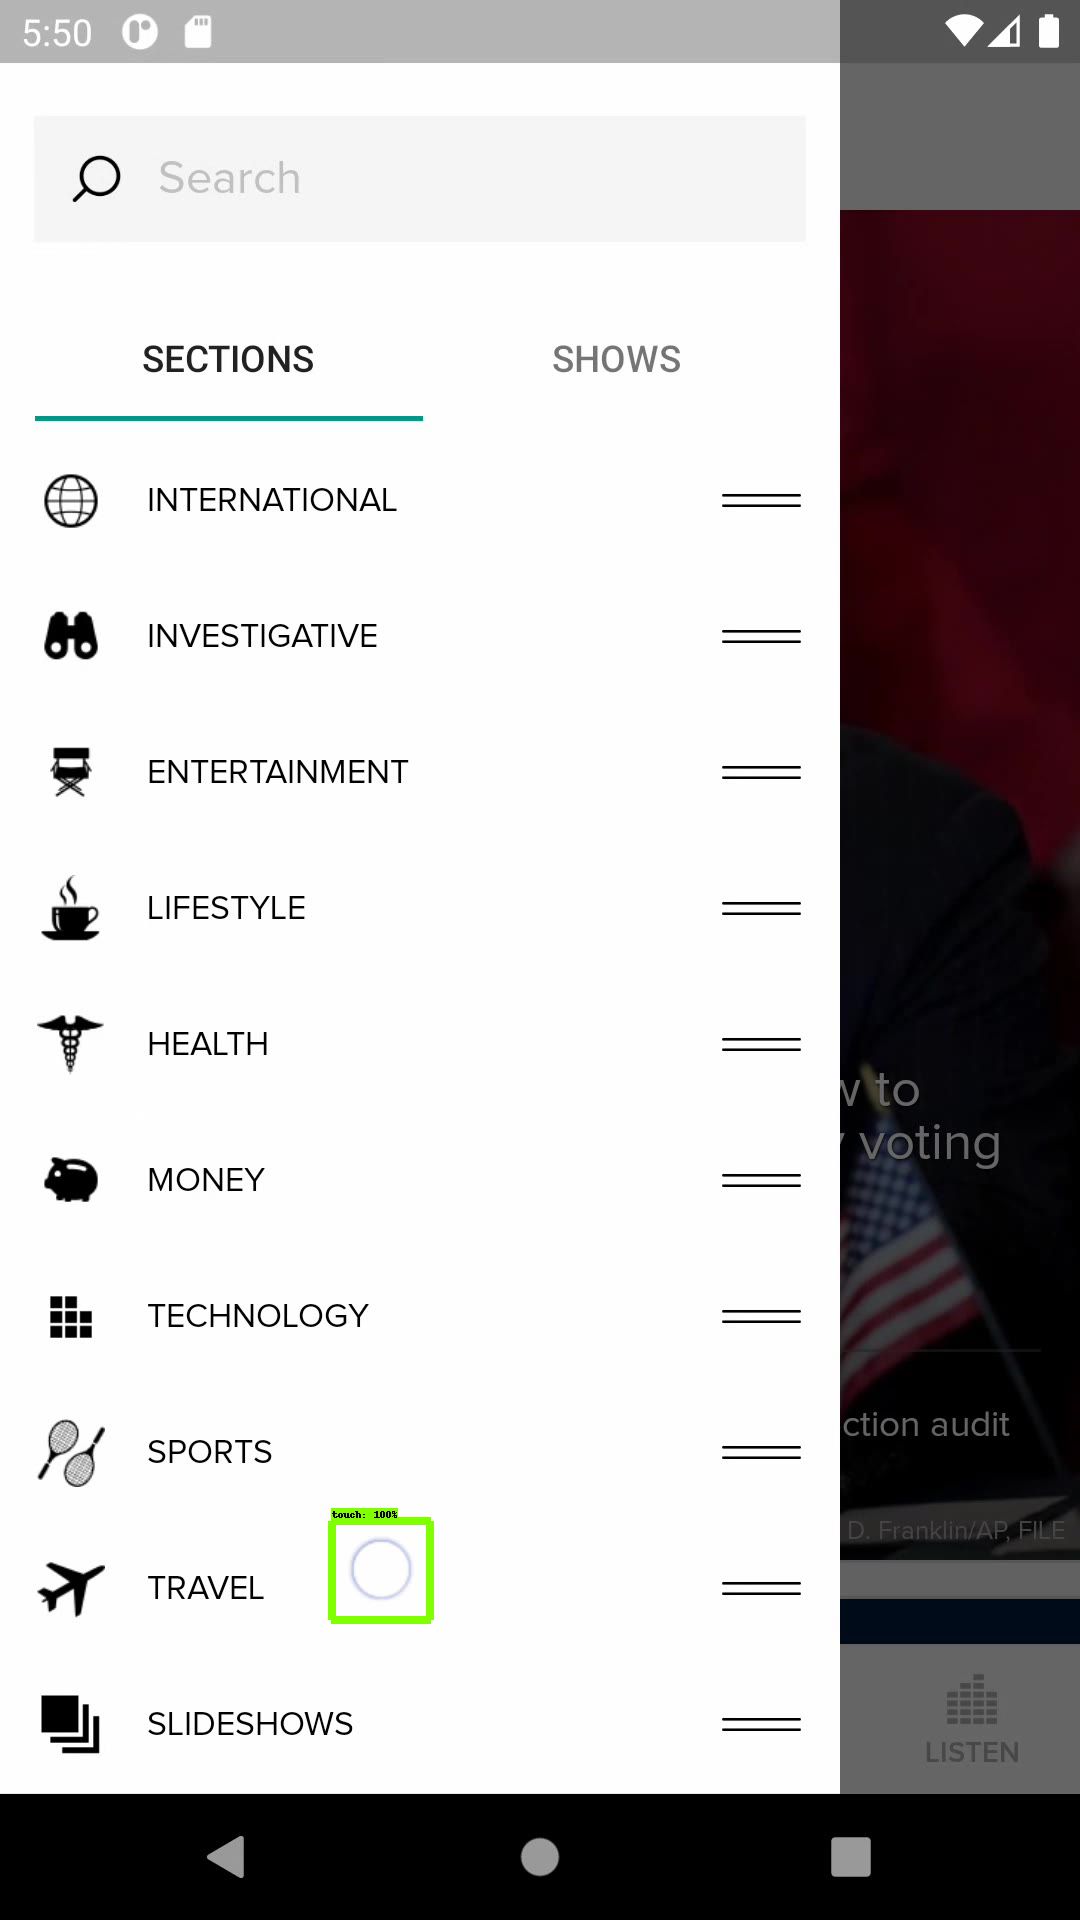 5:50
Search
SECTIONS
SHOWS
INTERNATIONAL
INVESTIGATIVE
ENTERTAINMENT
LIFESTYLE
HEALTH
w to
voting
MONEY
TECHNOLOGY
ction audit
SPORTS
touch: 100%
D. Franklin/AP, FILE
TRAVEL
SLIDESHOWS
LISTEN